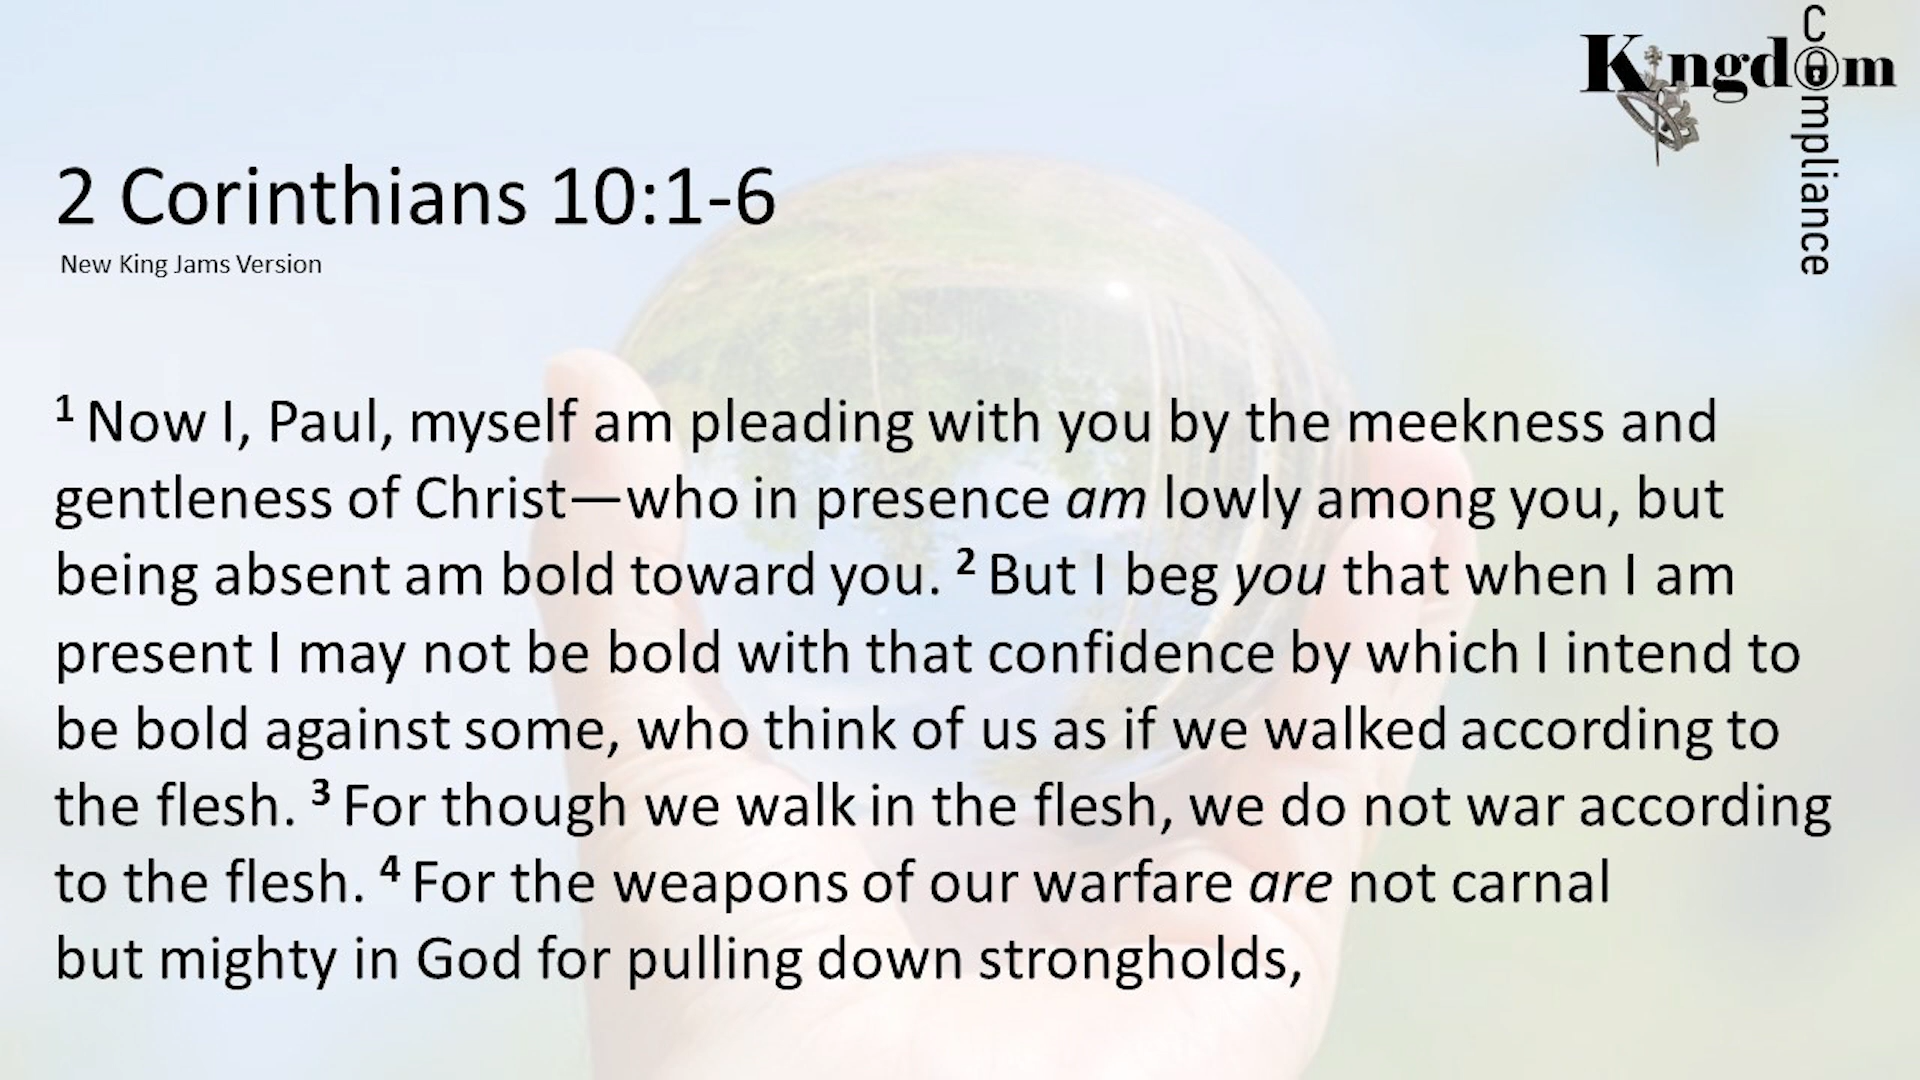 Kingdom
Compliance
2 Corinthians 10:1-6
New King Jams Version
1 Now I, Paul, myself am pleading with you by the meekness and
gentleness of Christ—who in presence am lowly among you, but
being absent am bold toward you. 2 But I beg you that when I am
present I may not be bold with that confidence by which I intend to
be bold against some, who think of us as if we walked according to
the flesh. 3 For though we walk in the flesh, we do not war according
to the flesh. 4 For the weapons of our warfare are not carnal
but mighty in God for pulling down strongholds,